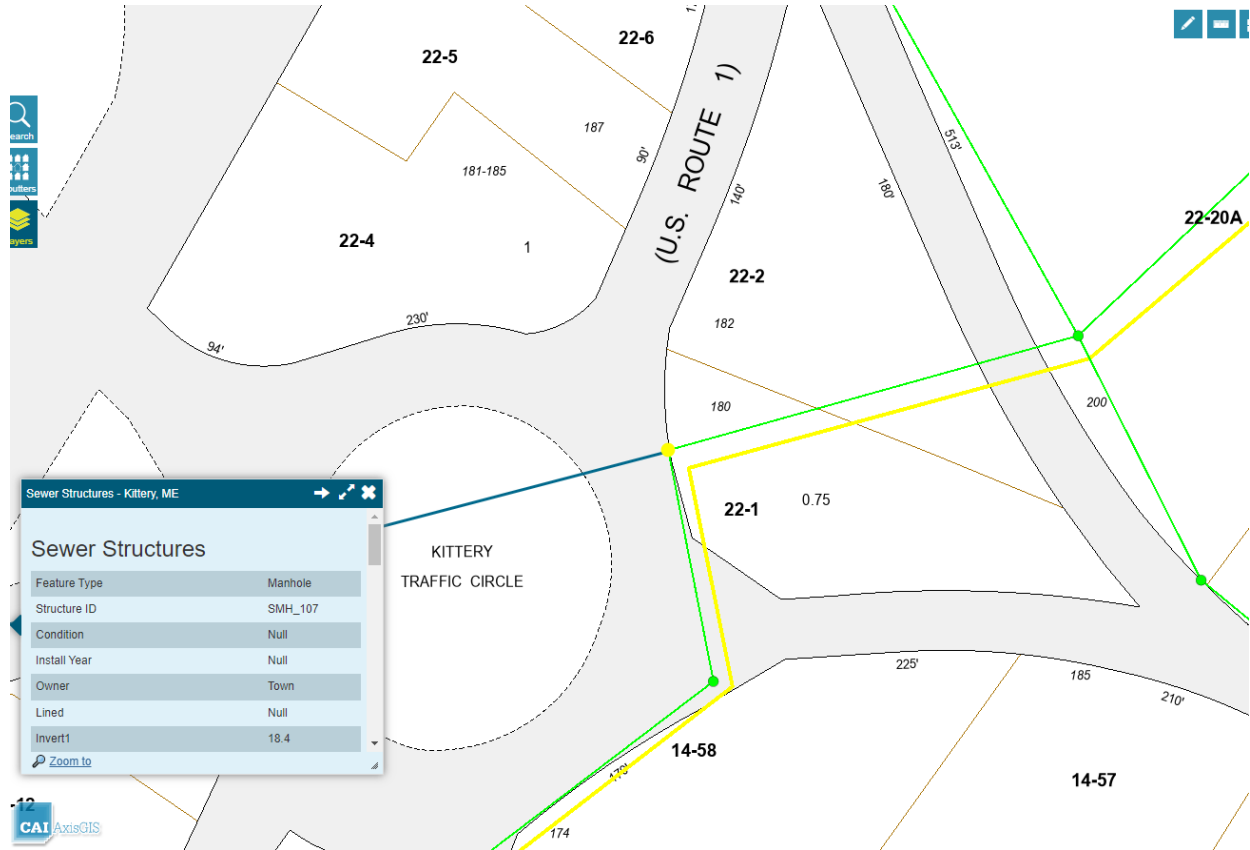 22-6
22-5
187
181-185
90'
(U.S. ROUTE 1)
140'
180'
513'
22-20A
22-4
1
22-2
182
230'
94'
180
200
22-1
0.75
KITTERY
TRAFFIC CIRCLE
Sewer Structures - Kittery, ME
Sewer Structures
Feature Type Manhole
Structure ID SMH_107
Condition Null
Install Year Null
Owner Town
Lined Null
Invert1 18.4
Zoom to
225'
185
210'
14-58
14-57
174
-12
CAI AxisGIS
earch
ayers